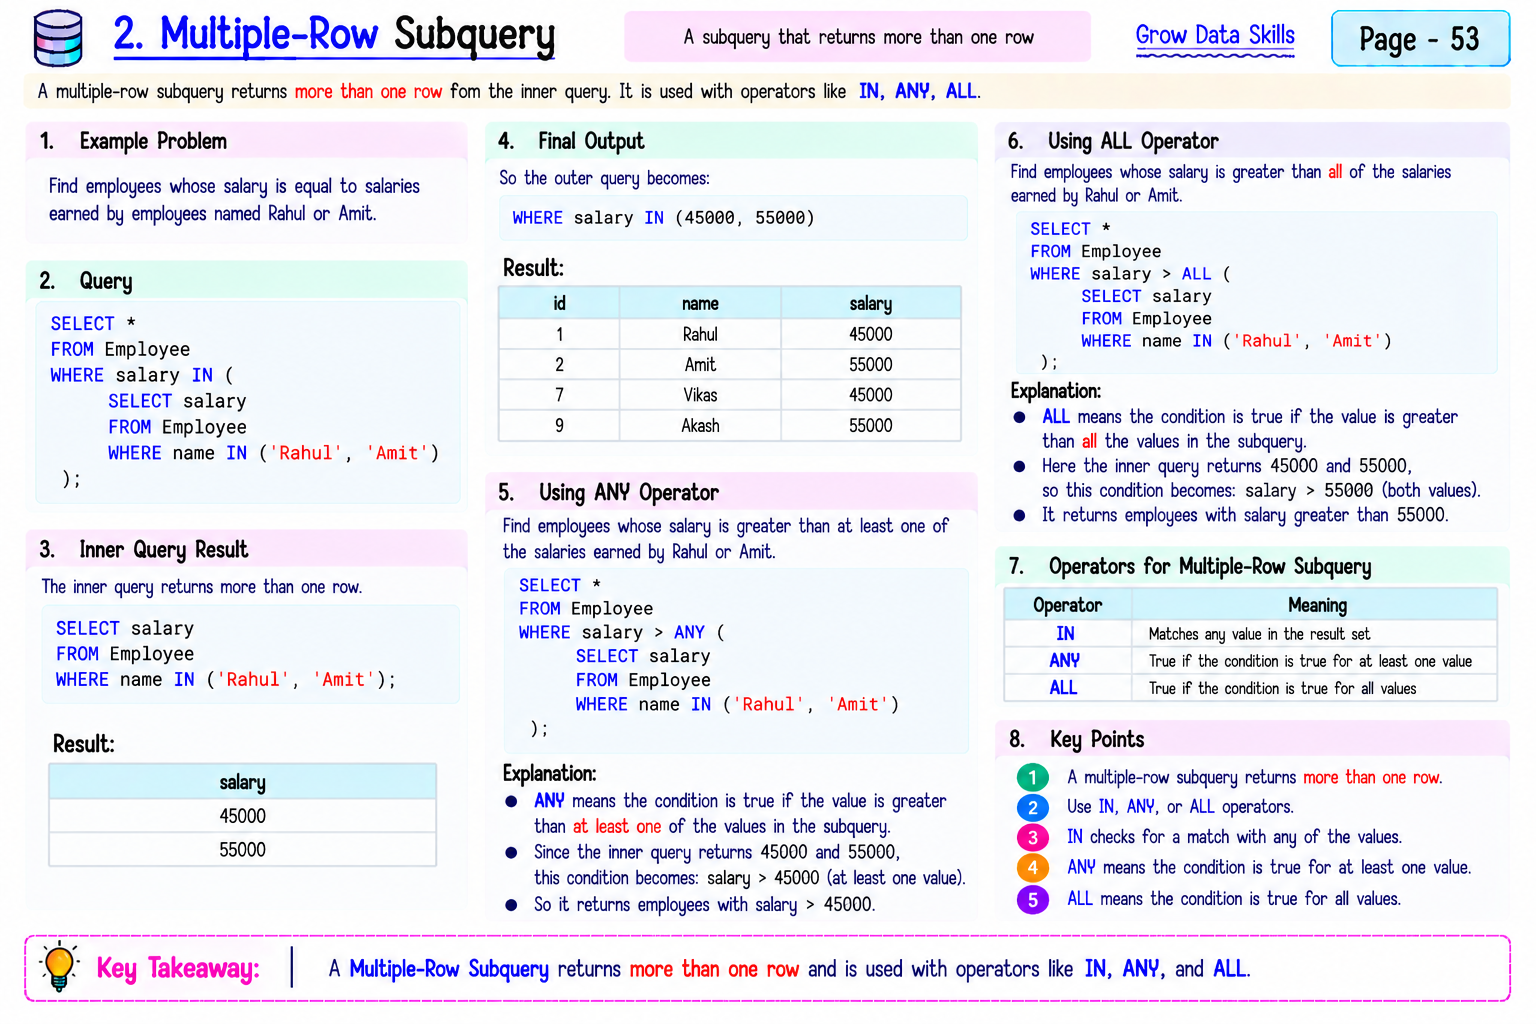 2. Multiple-Row Subquery
A subquery that returns more than one row
Grow Data Skills
Page - 53
A multiple-row subquery returns more than one row fom the inner query. It is used with operators like IN, ANY, ALL.
1. Example Problem
Find employees whose salary is equal to salaries
earned by employees named Rahul or Amit.
2. Query
SELECT *
FROM Employee
WHERE salary IN (
SELECT salary
FROM Employee
WHERE name IN ('Rahul', 'Amit')
);
3. Inner Query Result
The inner query returns more than one row.
SELECT salary
FROM Employee
WHERE name IN ('Rahul', 'Amit');
Result:
salary
45000
55000
4. Final Output
So the outer query becomes:
WHERE salary IN (45000, 55000)
Result:
id name salary
1 Rahul 45000
2 Amit 55000
7 Vikas 45000
9 Akash 55000
5. Using ANY Operator
Find employees whose salary is greater than at least one of
the salaries earned by Rahul or Amit.
SELECT *
FROM Employee
WHERE salary > ANY (
SELECT salary
FROM Employee
WHERE name IN ('Rahul', 'Amit')
);
Explanation:
● ANY means the condition is true if the value is greater
than at least one of the values in the subquery.
● Since the inner query returns 45000 and 55000,
this condition becomes: salary > 45000 (at least one value).
● So it returns employees with salary > 45000.
6. Using ALL Operator
Find employees whose salary is greater than all of the salaries
earned by Rahul or Amit.
SELECT *
FROM Employee
WHERE salary > ALL (
SELECT salary
FROM Employee
WHERE name IN ('Rahul', 'Amit')
);
Explanation:
● ALL means the condition is true if the value is greater
than all the values in the subquery.
● Here the inner query returns 45000 and 55000,
so this condition becomes: salary > 55000 (both values).
● It returns employees with salary greater than 55000.
7. Operators for Multiple-Row Subquery
Operator Meaning
IN Matches any value in the result set
ANY True if the condition is true for at least one value
ALL True if the condition is true for all values
8. Key Points
1 A multiple-row subquery returns more than one row.
2 Use IN, ANY, or ALL operators.
3 IN checks for a match with any of the values.
4 ANY means the condition is true for at least one value.
5 ALL means the condition is true for all values.
Key Takeaway: A Multiple-Row Subquery returns more than one row and is used with operators like IN, ANY, and ALL.